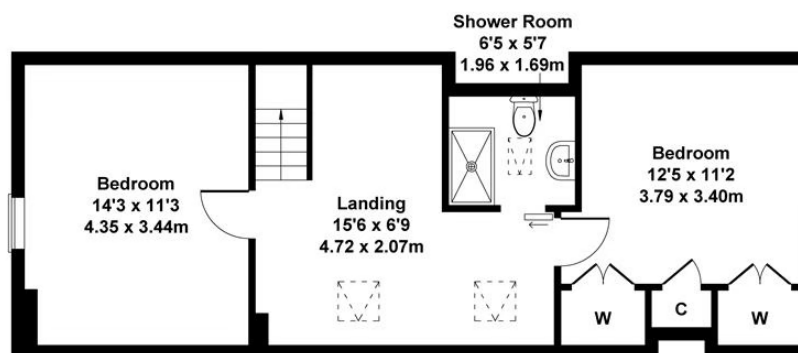 Shower Room
6'5 x 5'7
1.96 x 1.69m
Bedroom
14'3 x 11'3
4.35 x 3.44m
Landing
15'6 x 6'9
4.72 x 2.07m
Bedroom
12'5 x 11'2
3.79 x 3.40m
W
C
W